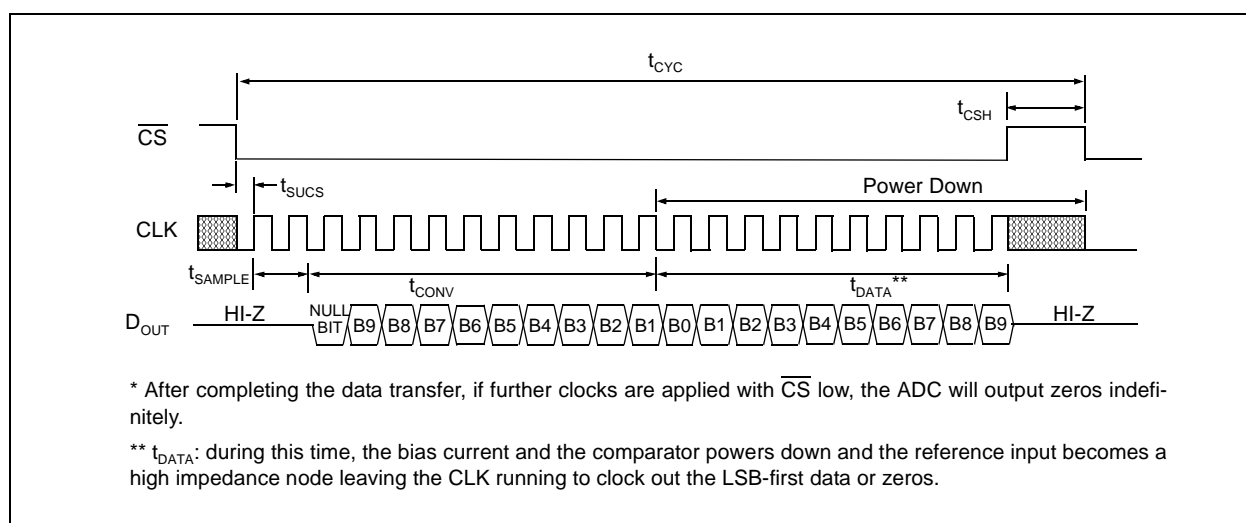 tCYC
tCSH
CS
tSUCS
Power Down
CLK
tSAMPLE
tCONV
tDATA**
DOUT
HI-Z
NULL BIT
B9 B8 B7 B6 B5 B4 B3 B2 B1 B0 B1 B2 B3 B4 B5 B6 B7 B8 B9
HI-Z
* After completing the data transfer, if further clocks are applied with CS low, the ADC will output zeros indefi-
nitely.
** tDATA: during this time, the bias current and the comparator powers down and the reference input becomes a
high impedance node leaving the CLK running to clock out the LSB-first data or zeros.